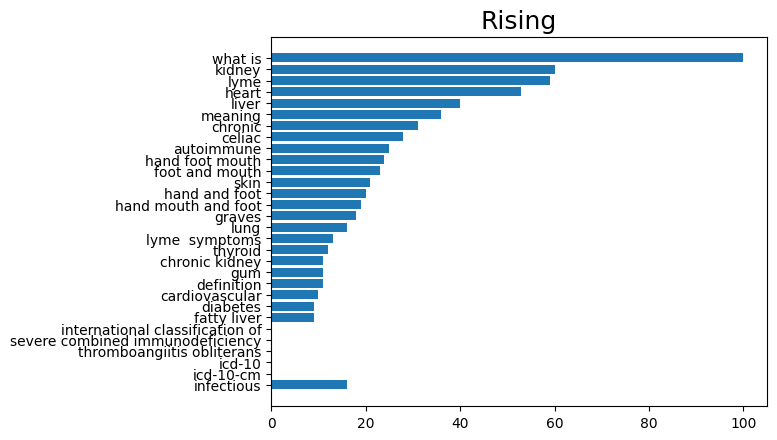 Rising
what is
kidney
lyme
heart
liver
meaning
chronic
celiac
autoimmune
hand foot mouth
foot and mouth
skin
hand and foot
hand mouth and foot
graves
lung
lyme  symptoms
thyroid
chronic kidney
gum
definition
cardiovascular
diabetes
fatty liver
international classification of
severe combined immunodeficiency
thromboangiitis obliterans
icd-10
icd-10-cm
infectious
0 20 40 60 80 100